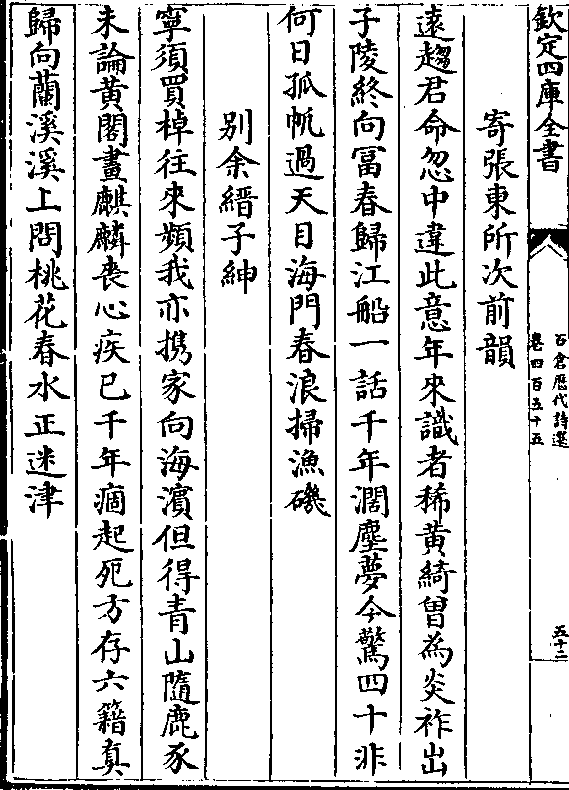 欽定四庫全書
石倉歷代詩選
卷四百五十五
五十二
寄張東所次前韻
遠趨君命忽中違此意年來識者稀黄綺曽為炎祚出
子陵終向富春歸江船一話千年濶塵夢今驚四十非
何日孤帆過天目海門春浪掃漁磯
别余縉子紳
寧須買棹往來頻我亦携家向海濵但得青山隨鹿豕
未論黄閣畫麒麟喪心疾已千年痼起死方存六籍真
歸向蘭溪溪上問桃花春水正迷津